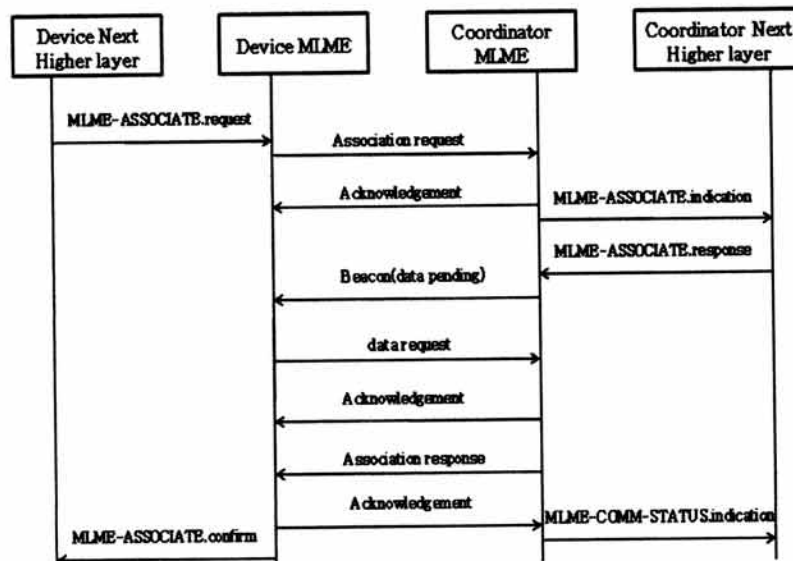 Device Next
Higher layer
Device MLME
Coordinator
MLME
Coordinator Next
Higher layer
MLME-ASSOCIATE.request
Association request
Acknowledgement
MLME-ASSOCIATE.indication
MLME-ASSOCIATE.response
Beacon(data pending)
data request
Acknowledgement
Association response
Acknowledgement
MLME-COMM-STATUS.indication
MLME-ASSOCIATE.confirm